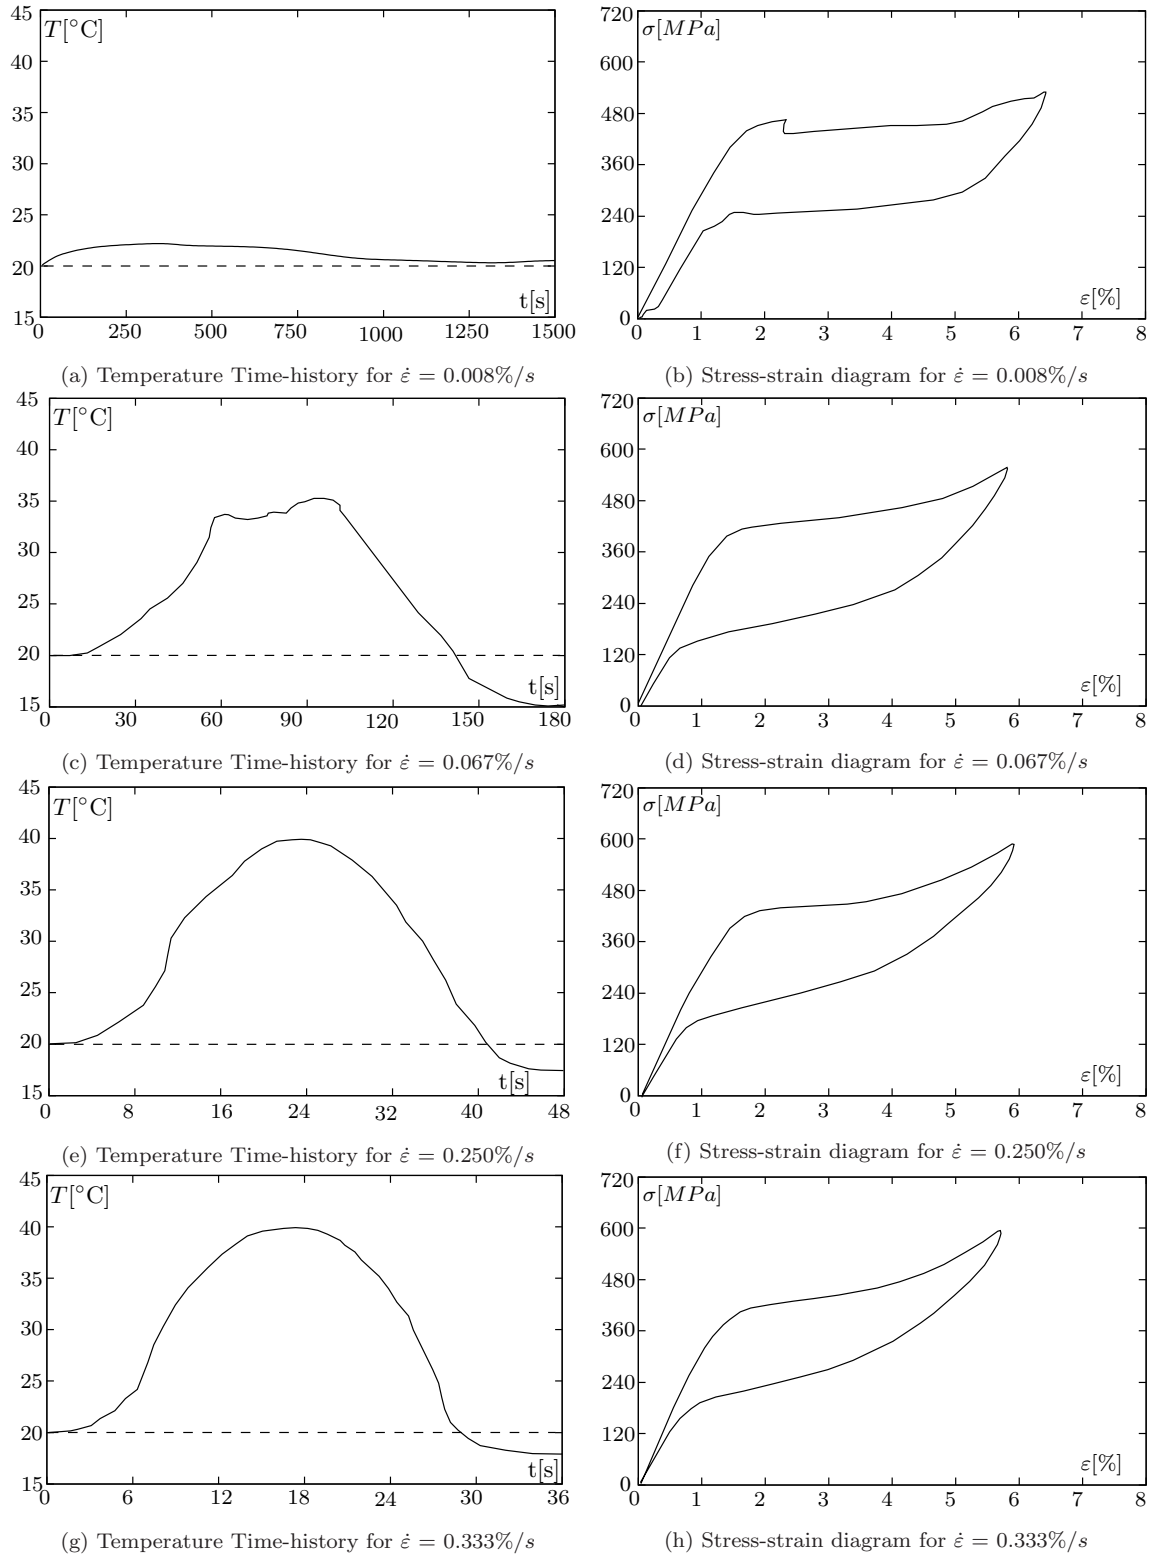 45
T[°C]
40
35
30
25
20
15
t[s]
0 250 500 750 1000 1250 1500
(a) Temperature Time-history for ε̇ = 0.008%/s
720
σ[MPa]
600
480
360
240
120
0
ε[%]
0 1 2 3 4 5 6 7 8
(b) Stress-strain diagram for ε̇ = 0.008%/s
45
T[°C]
40
35
30
25
20
15
t[s]
0 30 60 90 120 150 180
(c) Temperature Time-history for ε̇ = 0.067%/s
720
σ[MPa]
600
480
360
240
120
0
ε[%]
0 1 2 3 4 5 6 7 8
(d) Stress-strain diagram for ε̇ = 0.067%/s
45
T[°C]
40
35
30
25
20
15
t[s]
0 8 16 24 32 40 48
(e) Temperature Time-history for ε̇ = 0.250%/s
720
σ[MPa]
600
480
360
240
120
0
ε[%]
0 1 2 3 4 5 6 7 8
(f) Stress-strain diagram for ε̇ = 0.250%/s
45
T[°C]
40
35
30
25
20
15
t[s]
0 6 12 18 24 30 36
(g) Temperature Time-history for ε̇ = 0.333%/s
720
σ[MPa]
600
480
360
240
120
0
ε[%]
0 1 2 3 4 5 6 7 8
(h) Stress-strain diagram for ε̇ = 0.333%/s